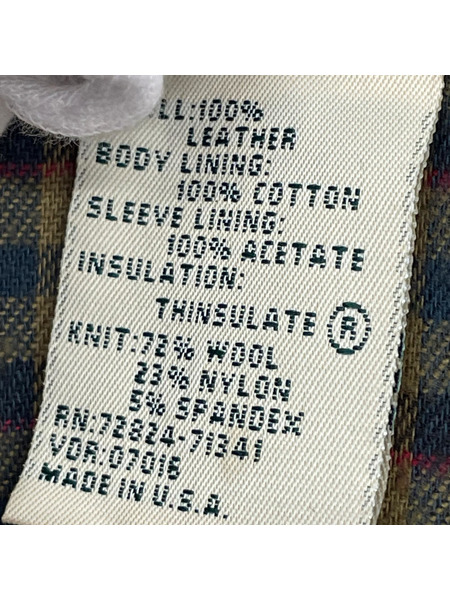 LL:100%
LEATHER
BODY LINING:
100% COTTON
SLEEVE LINING:
100% ACETATE
INSULATION:
THINSULATE ®
KNIT:72% WOOL
23% NYLON
5% SPANDEX
RN:72824-71341
VDR:07016
MADE IN U.S.A.